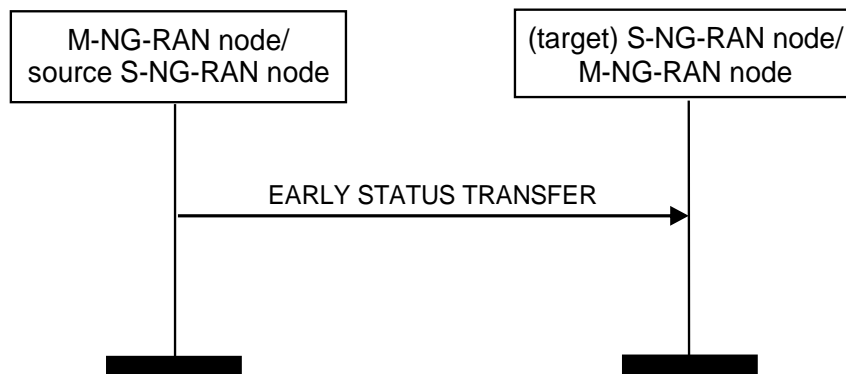 M-NG-RAN node/
source S-NG-RAN node
(target) S-NG-RAN node/
M-NG-RAN node
EARLY STATUS TRANSFER